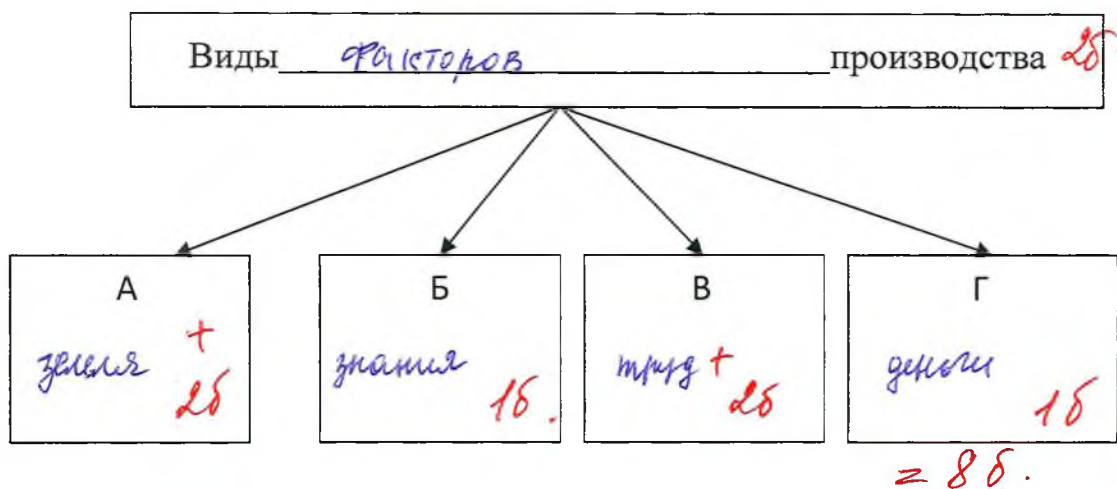 Виды факторов производства 2б
А
земля + 2б
Б
знания 1б.
В
труд + 2б
Г
деньги 1б
= 8б.